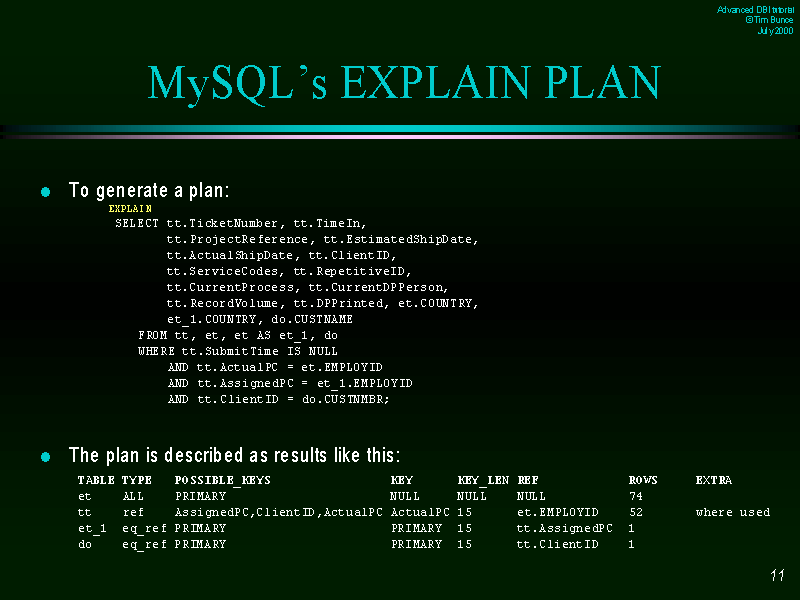 Advanced DBI tutorial
© Tim Bunce
July 2000
MySQL’s EXPLAIN PLAN
● To generate a plan:
EXPLAIN
SELECT tt.TicketNumber, tt.TimeIn,
tt.ProjectReference, tt.EstimatedShipDate,
tt.ActualShipDate, tt.ClientID,
tt.ServiceCodes, tt.RepetitiveID,
tt.CurrentProcess, tt.CurrentDPPerson,
tt.RecordVolume, tt.DPPrinted, et.COUNTRY,
et_1.COUNTRY, do.CUSTNAME
FROM tt, et, et AS et_1, do
WHERE tt.SubmitTime IS NULL
AND tt.ActualPC = et.EMPLOYID
AND tt.AssignedPC = et_1.EMPLOYID
AND tt.ClientID = do.CUSTNMBR;
● The plan is described as results like this:
TABLE TYPE POSSIBLE_KEYS KEY KEY_LEN REF ROWS EXTRA
et ALL PRIMARY NULL NULL NULL 74
tt ref AssignedPC,ClientID,ActualPC ActualPC 15 et.EMPLOYID 52 where used
et_1 eq_ref PRIMARY PRIMARY 15 tt.AssignedPC 1
do eq_ref PRIMARY PRIMARY 15 tt.ClientID 1
11